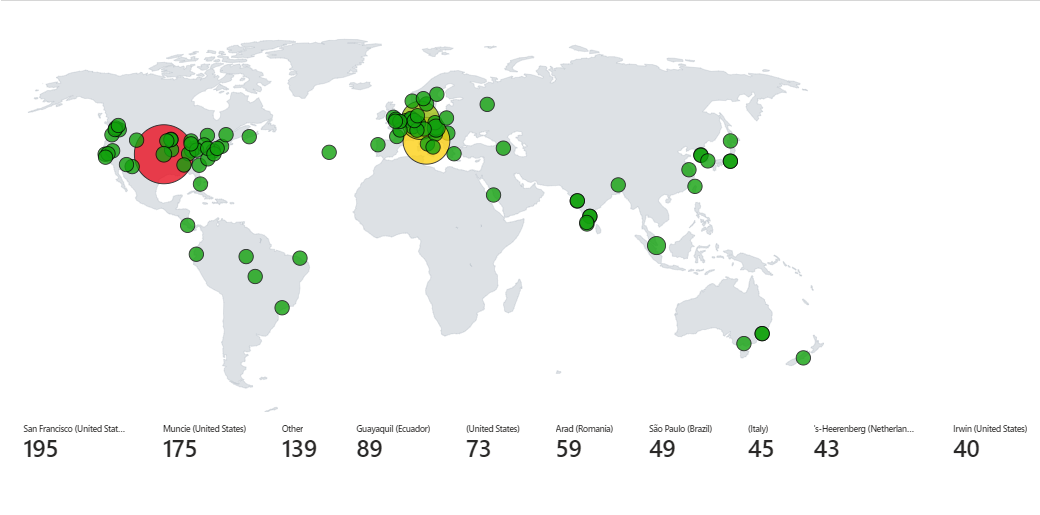 San Francisco (United Stat...
195
Muncie (United States)
175
Other
139
Guayaquil (Ecuador)
89
(United States)
73
Arad (Romania)
59
São Paulo (Brazil)
49
(Italy)
45
's-Heerenberg (Netherlan...
43
Irwin (United States)
40